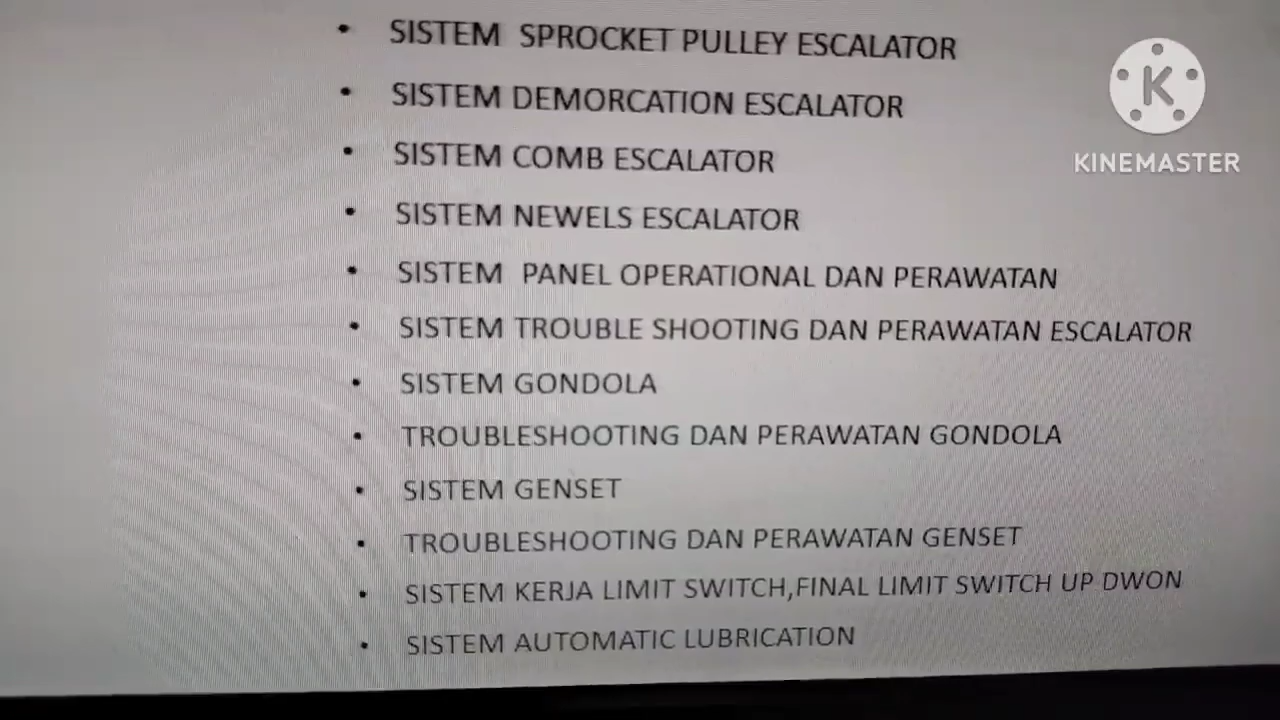 • SISTEM SPROCKET PULLEY ESCALATOR
• SISTEM DEMORCATION ESCALATOR
• SISTEM COMB ESCALATOR
• SISTEM NEWELS ESCALATOR
• SISTEM PANEL OPERATIONAL DAN PERAWATAN
• SISTEM TROUBLE SHOOTING DAN PERAWATAN ESCALATOR
• SISTEM GONDOLA
• TROUBLESHOOTING DAN PERAWATAN GONDOLA
• SISTEM GENSET
• TROUBLESHOOTING DAN PERAWATAN GENSET
• SISTEM KERJA LIMIT SWITCH,FINAL LIMIT SWITCH UP DWON
• SISTEM AUTOMATIC LUBRICATION
K
KINEMASTER